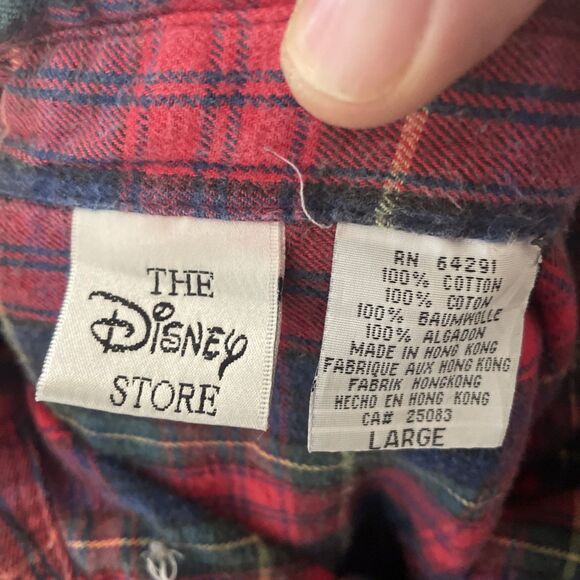 THE
Disney
STORE
RN 64291
100% COTTON
100% COTON
100% BAUMWOLLE
100% ALGADON
MADE IN HONG KONG
FABRIQUE AUX HONG KONG
FABRIK HONGKONG
HECHO EN HONG KONG
CA# 25083
LARGE